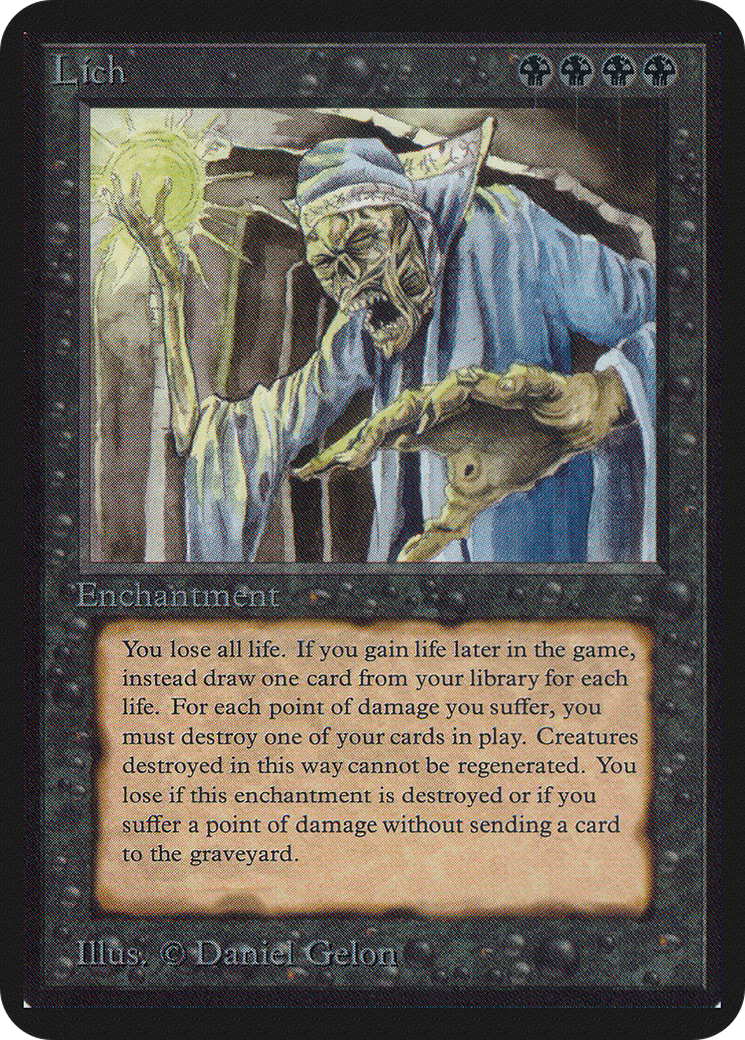 Lich
Enchantment
You lose all life. If you gain life later in the game,
instead draw one card from your library for each
life. For each point of damage you suffer, you
must destroy one of your cards in play. Creatures
destroyed in this way cannot be regenerated. You
lose if this enchantment is destroyed or if you
suffer a point of damage without sending a card
to the graveyard.
Illus. © Daniel Gelon